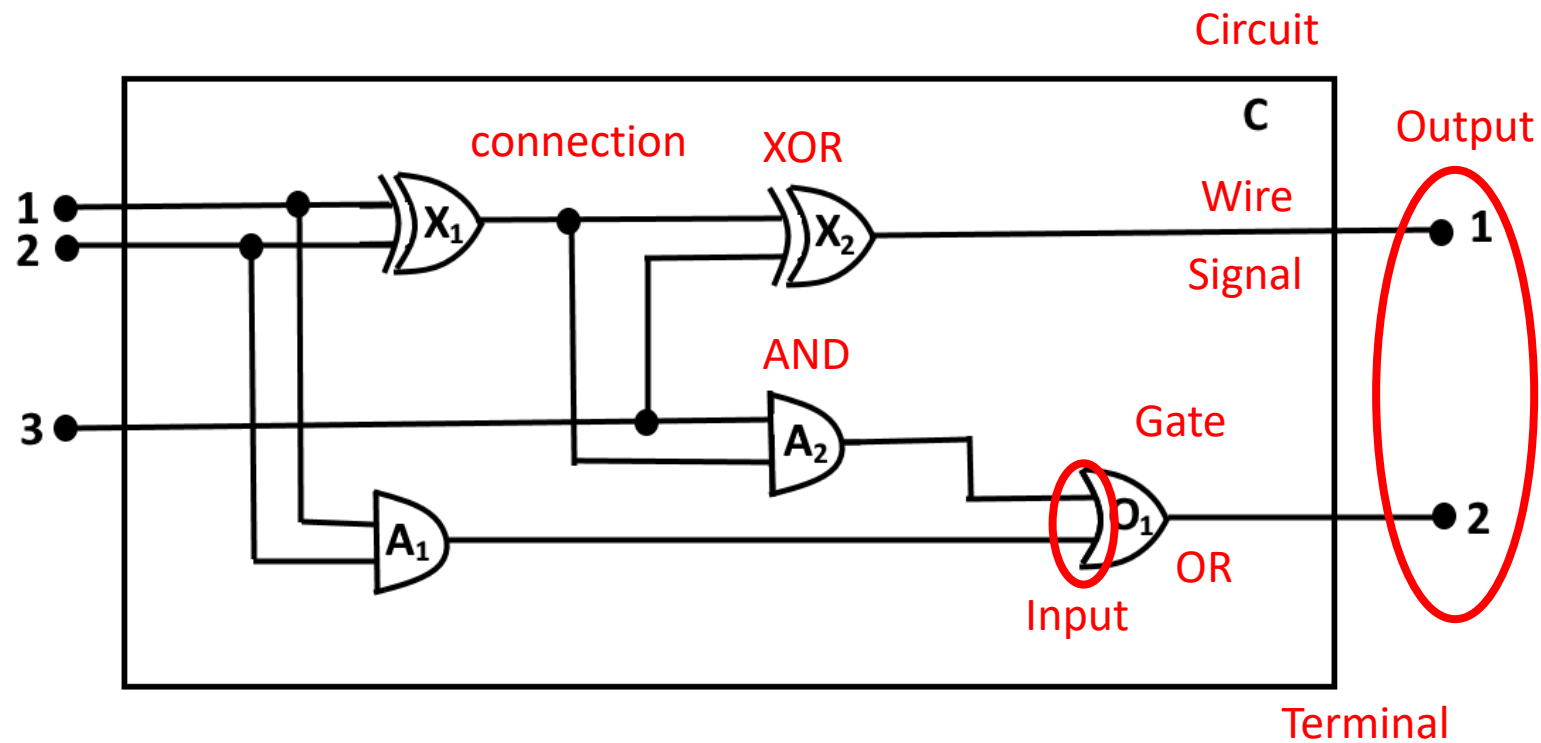 Circuit
C
connection
XOR
Output
1
X₁
X₂
Wire
1
2
Signal
AND
3
A₂
Gate
A₁
O₁
2
OR
Input
Terminal